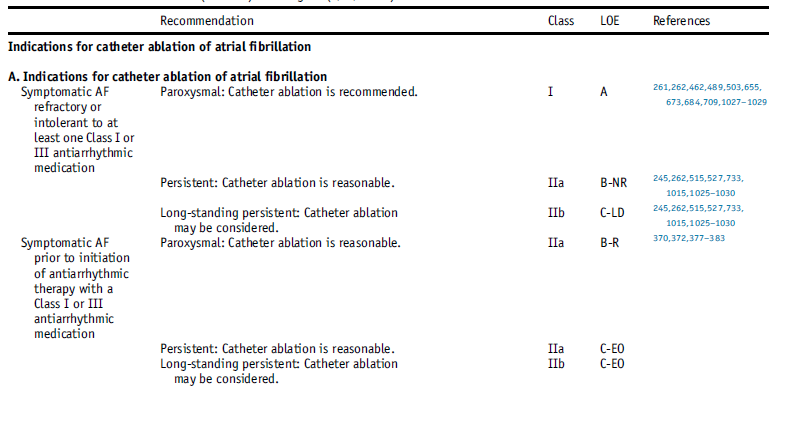 Recommendation Class LOE References
Indications for catheter ablation of atrial fibrillation
A. Indications for catheter ablation of atrial fibrillation
Symptomatic AF Paroxysmal: Catheter ablation is recommended. I A 261,262,462,489,503,655,
refractory or 673,684,709,1027–1029
intolerant to at
least one Class I or
III antiarrhythmic
medication
Persistent: Catheter ablation is reasonable. IIa B-NR 245,262,515,527,733,
1015,1025–1030
Long-standing persistent: Catheter ablation IIb C-LD 245,262,515,527,733,
may be considered. 1015,1025–1030
Symptomatic AF Paroxysmal: Catheter ablation is reasonable. IIa B-R 370,372,377–383
prior to initiation
of antiarrhythmic
therapy with a
Class I or III
antiarrhythmic
medication
Persistent: Catheter ablation is reasonable. IIa C-EO
Long-standing persistent: Catheter ablation IIb C-EO
may be considered.